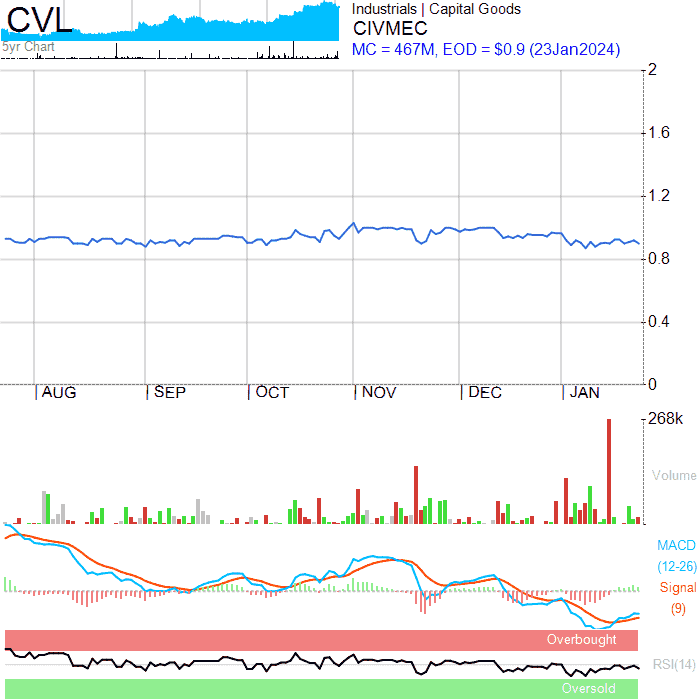 CVL
5yr Chart
Industrials | Capital Goods
CIVMEC
MC = 467M, EOD = $0.9 (23Jan2024)
2
1.6
1.2
0.8
0.4
0
AUG SEP OCT NOV DEC JAN
268k
Volume
MACD
(12-26)
Signal
(9)
Overbought
RSI(14)
Oversold